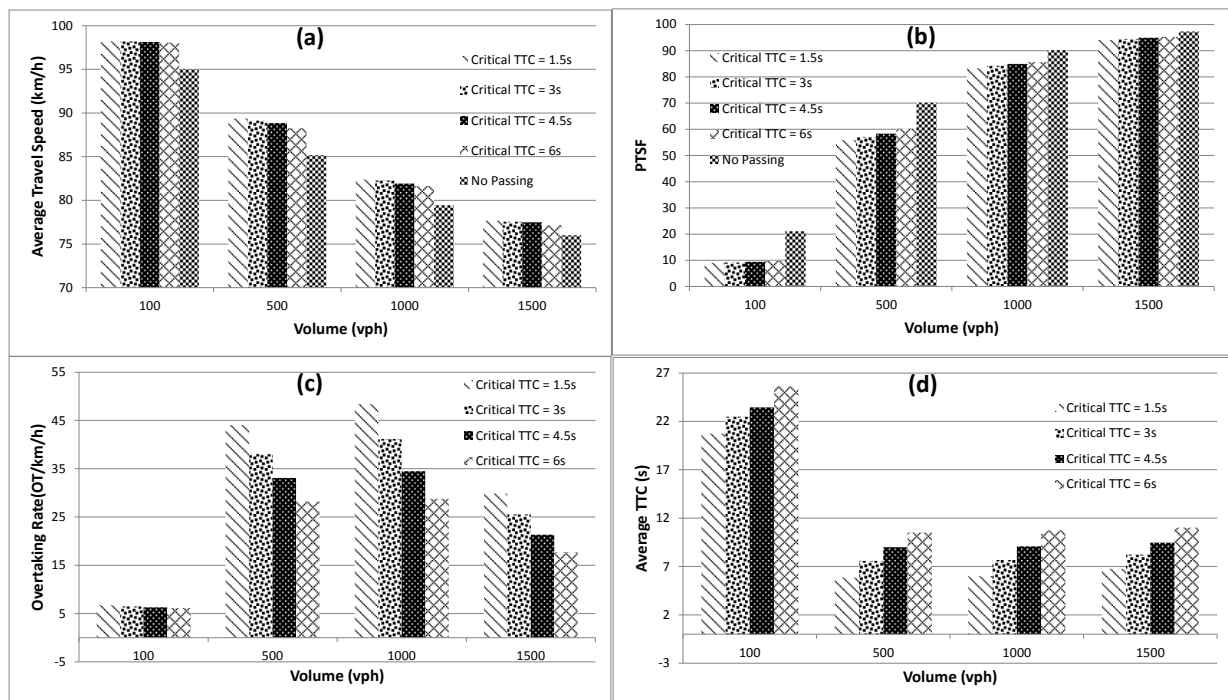 (a)
100
95
90
85
80
75
70
Average Travel Speed (km/h)
Critical TTC = 1.5s
Critical TTC = 3s
Critical TTC = 4.5s
Critical TTC = 6s
No Passing
100 500 1000 1500
Volume (vph)
(b)
100
90
80
70
60
50
40
30
20
10
0
PTSF
Critical TTC = 1.5s
Critical TTC = 3s
Critical TTC = 4.5s
Critical TTC = 6s
No Passing
100 500 1000 1500
Volume (vph)
(c)
55
45
35
25
15
5
-5
Overtaking Rate(OT/km/h)
Critical TTC = 1.5s
Critical TTC = 3s
Critical TTC = 4.5s
Critical TTC = 6s
100 500 1000 1500
Volume (vph)
(d)
27
22
17
12
7
2
-3
Average TTC (s)
Critical TTC = 1.5s
Critical TTC = 3s
Critical TTC = 4.5s
Critical TTC = 6s
100 500 1000 1500
Volume (vph)